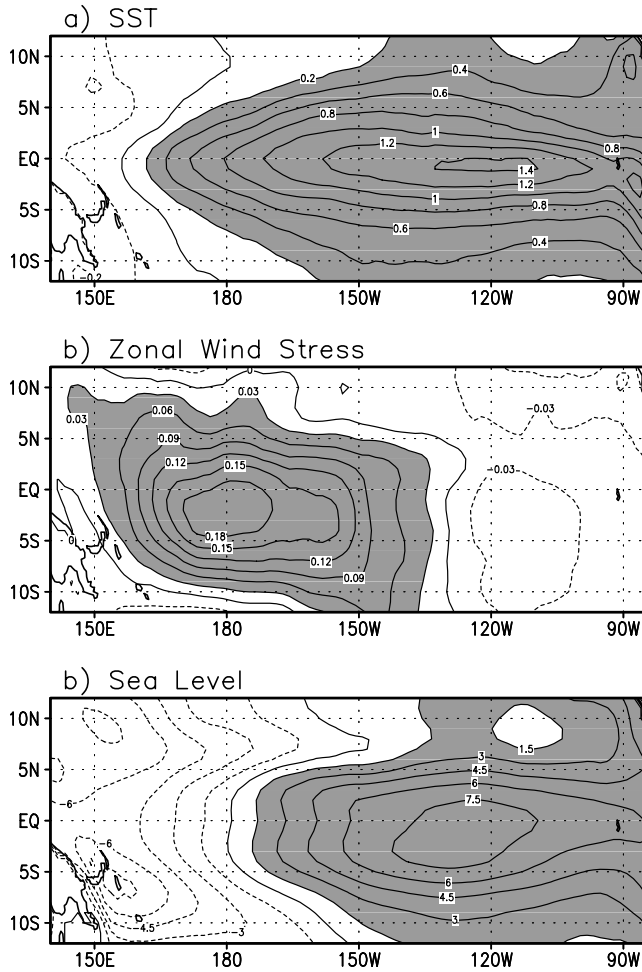 a) SST
10N
5N
EQ
5S
10S
0.2
0.4
0.6
0.8
1
1.2
0.8
1.4
1.2
1
0.8
0.6
0.4
-0.2
150E 180 150W 120W 90W
b) Zonal Wind Stress
10N
5N
EQ
5S
10S
0
0.03
0.03
0.06
-0.03
0.09
0.12
0.15
-0.03
0.18
0
0.15
0.12
0.09
150E 180 150W 120W 90W
b) Sea Level
10N
5N
EQ
5S
10S
1.5
3
4.5
6
7.5
-6
-6
6
4.5
3
-4.5
-3
150E 180 150W 120W 90W